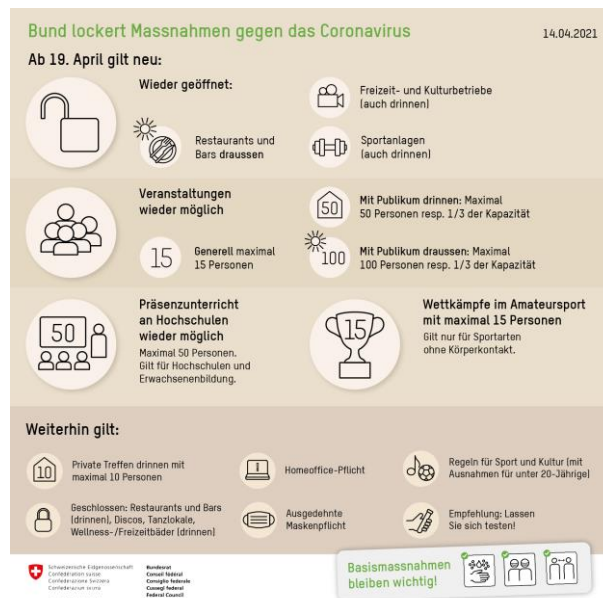 Bund lockert Massnahmen gegen das Coronavirus
14.04.2021
Ab 19. April gilt neu:
Wieder geöffnet:
Restaurants und
Bars draussen
Freizeit- und Kulturbetriebe
(auch drinnen)
Sportanlagen
(auch drinnen)
Veranstaltungen
wieder möglich
15
Generell maximal
15 Personen
50
Mit Publikum drinnen: Maximal
50 Personen resp. 1/3 der Kapazität
100
Mit Publikum draussen: Maximal
100 Personen resp. 1/3 der Kapazität
50
Präsenzunterricht
an Hochschulen
wieder möglich
Maximal 50 Personen.
Gilt für Hochschulen und
Erwachsenenbildung.
15
Wettkämpfe im Amateursport
mit maximal 15 Personen
Gilt nur für Sportarten
ohne Körperkontakt.
Weiterhin gilt:
10
Private Treffen drinnen mit
maximal 10 Personen
Homeoffice-Pflicht
Regeln für Sport und Kultur (mit
Ausnahmen für unter 20-Jährige)
Geschlossen: Restaurants und Bars
(drinnen), Discos, Tanzlokale,
Wellness-/Freizeitbäder (drinnen)
Ausgedehnte
Maskenpflicht
Empfehlung: Lassen
Sie sich testen!
Schweizerische Eidgenossenschaft
Confédération suisse
Confederazione Svizzera
Confederaziun svizra
Bundesrat
Conseil fédéral
Consiglio federale
Cussegl federal
Federal Council
Basismassnahmen
bleiben wichtig!